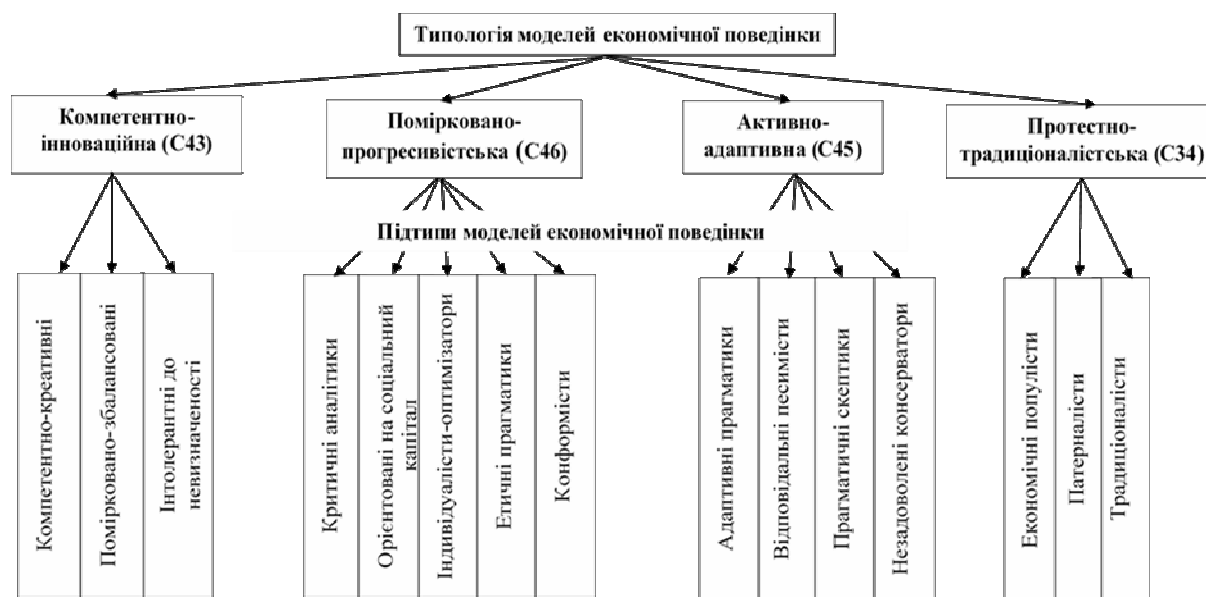 Типологія моделей економічної поведінки
Компетентно-
інноваційна (С43)
Помірковано-
прогресивістська (С46)
Активно-
адаптивна (С45)
Протестно-
традиціоналістська (С34)
Підтипи моделей економічної поведінки
Компетентно-креативні
Помірковано-збалансовані
Інтолерантні до
невизначеності
Критичні аналітики
Орієнтовані на соціальний
капітал
Індивідуалісти-оптимізатори
Етичні прагматики
Конформісти
Адаптивні прагматики
Відповідальні песимісти
Прагматичні скептики
Незадоволені консерватори
Економічні популісти
Патерналісти
Традиціоналісти